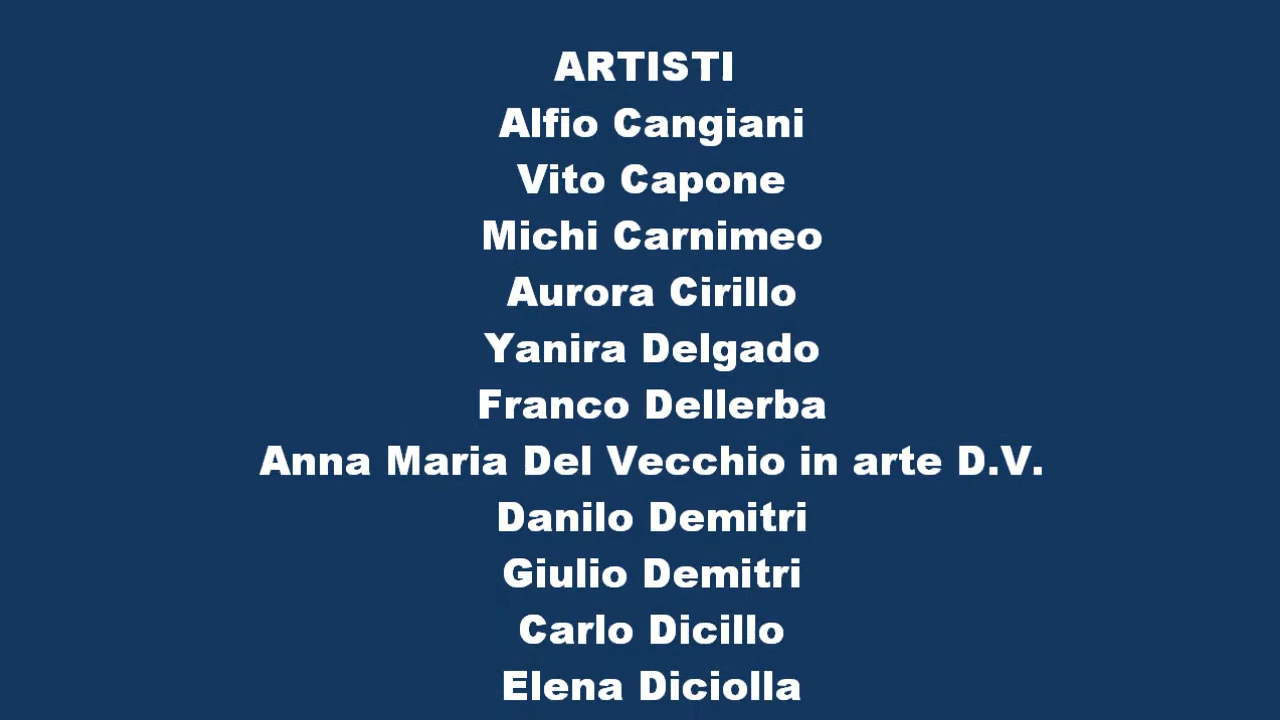 ARTISTI
Alfio Cangiani
Vito Capone
Michi Carnimeo
Aurora Cirillo
Yanira Delgado
Franco Dellerba
Anna Maria Del Vecchio in arte D.V.
Danilo Demitri
Giulio Demitri
Carlo Dicillo
Elena Diciolla